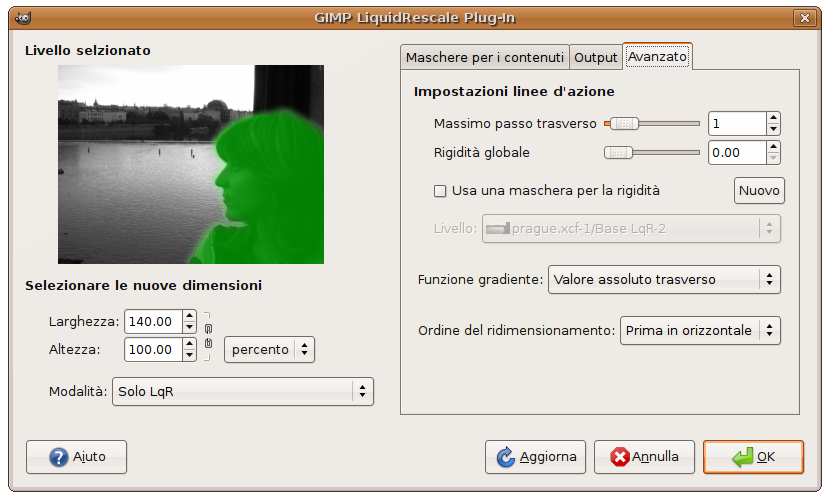 GIMP LiquidRescale Plug-In
Livello selzionato
Selezionare le nuove dimensioni
Larghezza: 140.00
Altezza: 100.00 percento
Modalità: Solo LqR
Maschere per i contenuti Output Avanzato
Impostazioni linee d'azione
Massimo passo trasverso 1
Rigidità globale 0.00
Usa una maschera per la rigidità Nuovo
Livello: prague.xcf-1/Base LqR-2
Funzione gradiente: Valore assoluto trasverso
Ordine del ridimensionamento: Prima in orizzontale
Aiuto Aggiorna Annulla OK